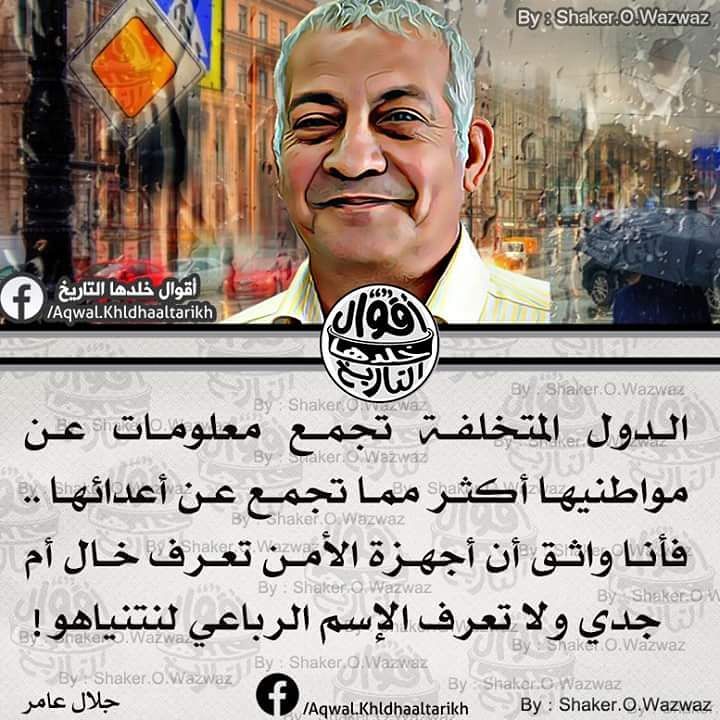 By : Shaker.O.Wazwaz
أقوال خلدها التاريخ
/Aqwal.Khldhaaltarikh
أقوال
خلدها
التاريخ
الدول المتخلفة تجمع معلومات عن
مواطنيها أكثر مما تجمع عن أعدائها ..
فأنا واثق أن أجهزة الأمن تعرف خال أم
جدي ولا تعرف الإسم الرباعي لنتنياهو !
جلال عامر
/Aqwal.Khldhaaltarikh
By : Shaker.O.Wazwaz